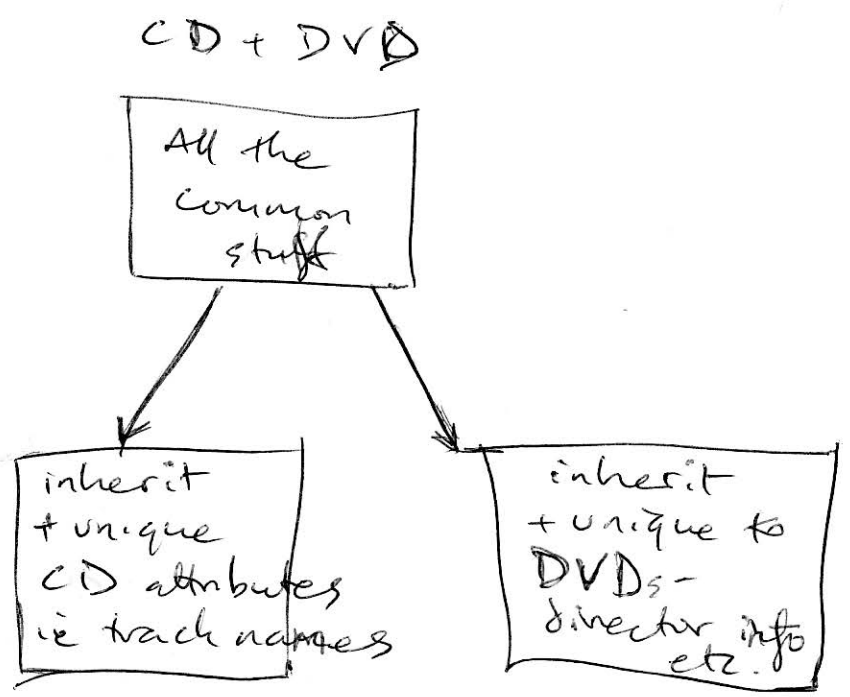 CD + DVD
All the
common
stuff
inherit
+ unique
CD attributes
ie track names
inherit
+ unique to
DVDs -
director info
etc.